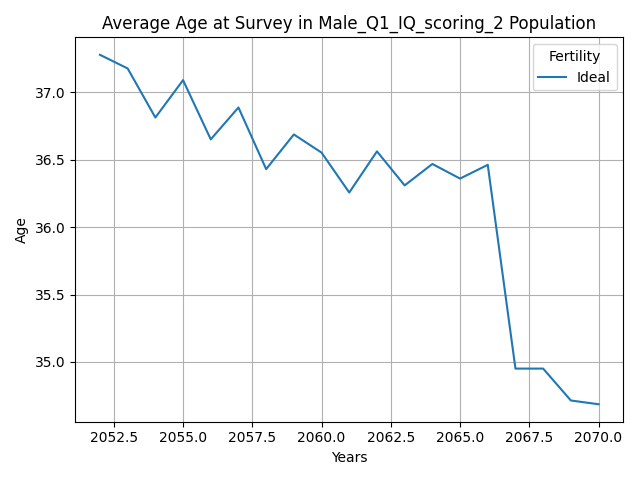 Average Age at Survey in Male_Q1_IQ_scoring_2 Population
Fertility
Ideal
37.0
36.5
36.0
35.5
35.0
Age
2052.5 2055.0 2057.5 2060.0 2062.5 2065.0 2067.5 2070.0
Years